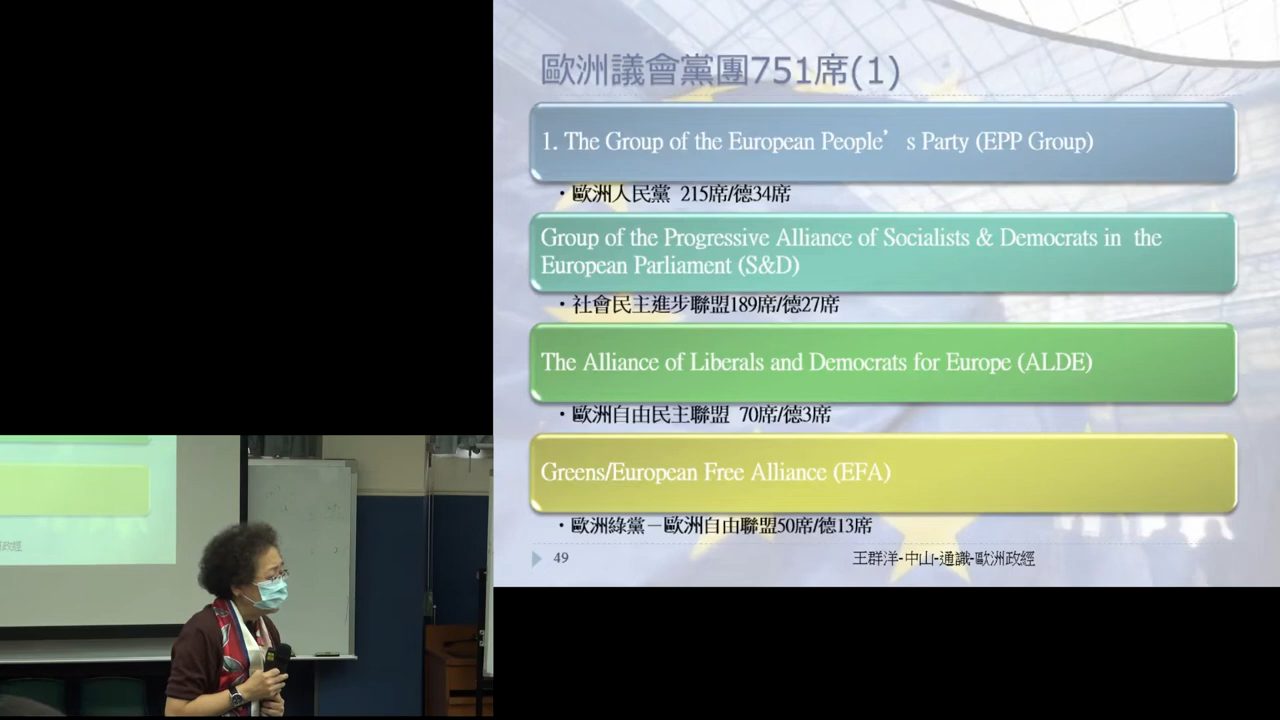 歐洲議會黨團751席(1)
1. The Group of the European People’s Party (EPP Group)
・歐洲人民黨 215席/德34席
Group of the Progressive Alliance of Socialists & Democrats in the
European Parliament (S&D)
・社會民主進步聯盟189席/德27席
The Alliance of Liberals and Democrats for Europe (ALDE)
・歐洲自由民主聯盟 70席/德3席
Greens/European Free Alliance (EFA)
・歐洲綠黨－歐洲自由聯盟50席/德13席
49
王群洋-中山-通識-歐洲政經
政經